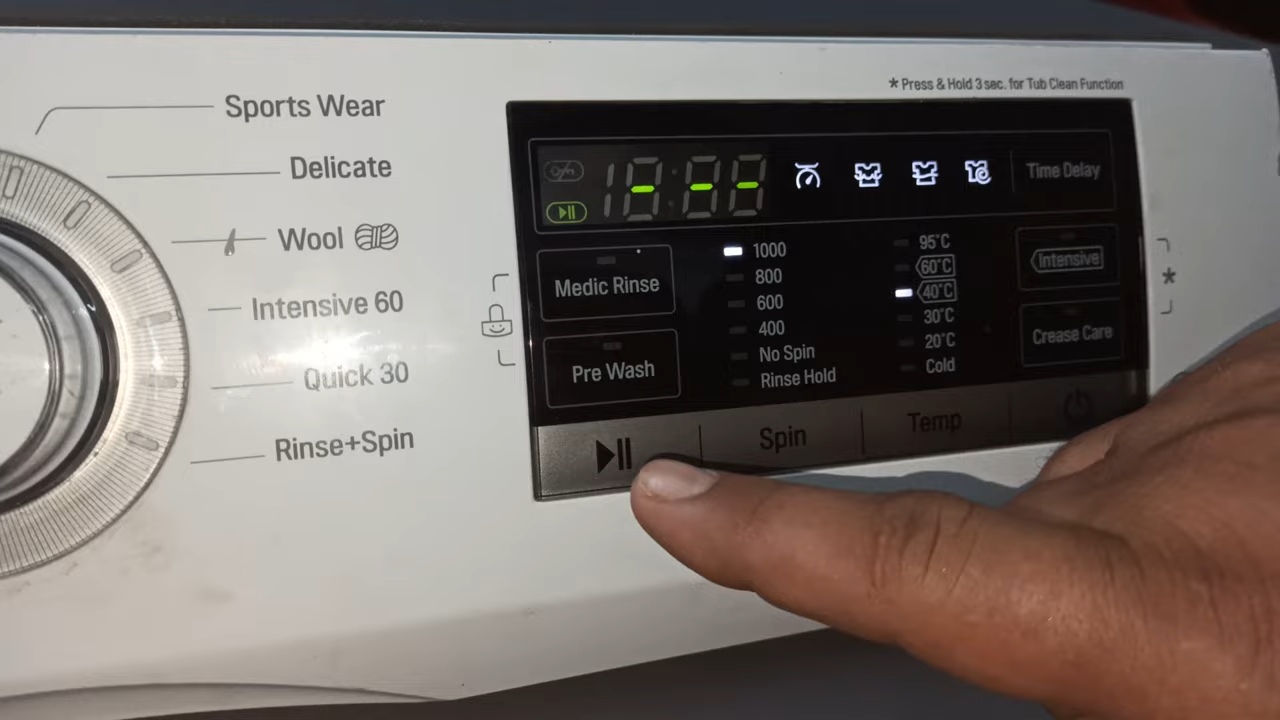 * Press & Hold 3 sec. for Tub Clean Function
Sports Wear
Delicate
Wool
Intensive 60
Quick 30
Rinse+Spin
- -- 
Time Delay
Medic Rinse
Pre Wash
1000
800
600
400
No Spin
Rinse Hold
95°C
60°C
40°C
30°C
20°C
Cold
Intensive
Crease Care
*
Spin
Temp